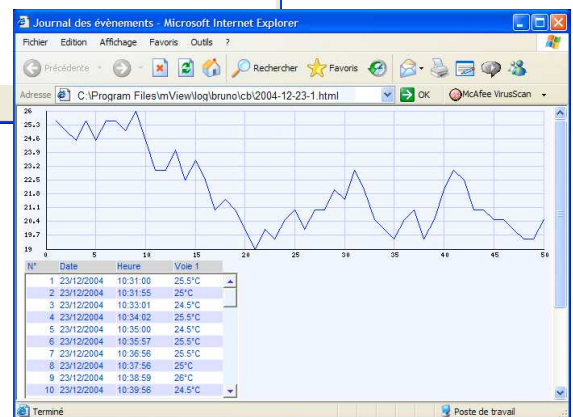 Journal des évènements - Microsoft Internet Explorer
Fichier Edition Affichage Favoris Outils ?
Précédente Rechercher Favoris
Adresse C:\Program Files\mView\log\bruno\cb\2004-12-23-1.html OK McAfee VirusScan
26
25.3
24.6
23.9
23.2
22.5
21.8
21.1
20.4
19.7
19
0 5 10 15 20 25 30 35 40 45 50
N° Date Heure Voie 1
1 23/12/2004 10:31:00 25.5°C
2 23/12/2004 10:31:55 25°C
3 23/12/2004 10:33:01 24.5°C
4 23/12/2004 10:34:02 25.5°C
5 23/12/2004 10:35:00 24.5°C
6 23/12/2004 10:35:57 25.5°C
7 23/12/2004 10:36:56 25.5°C
8 23/12/2004 10:37:56 25°C
9 23/12/2004 10:38:59 26°C
10 23/12/2004 10:39:56 24.5°C
Terminé Poste de travail